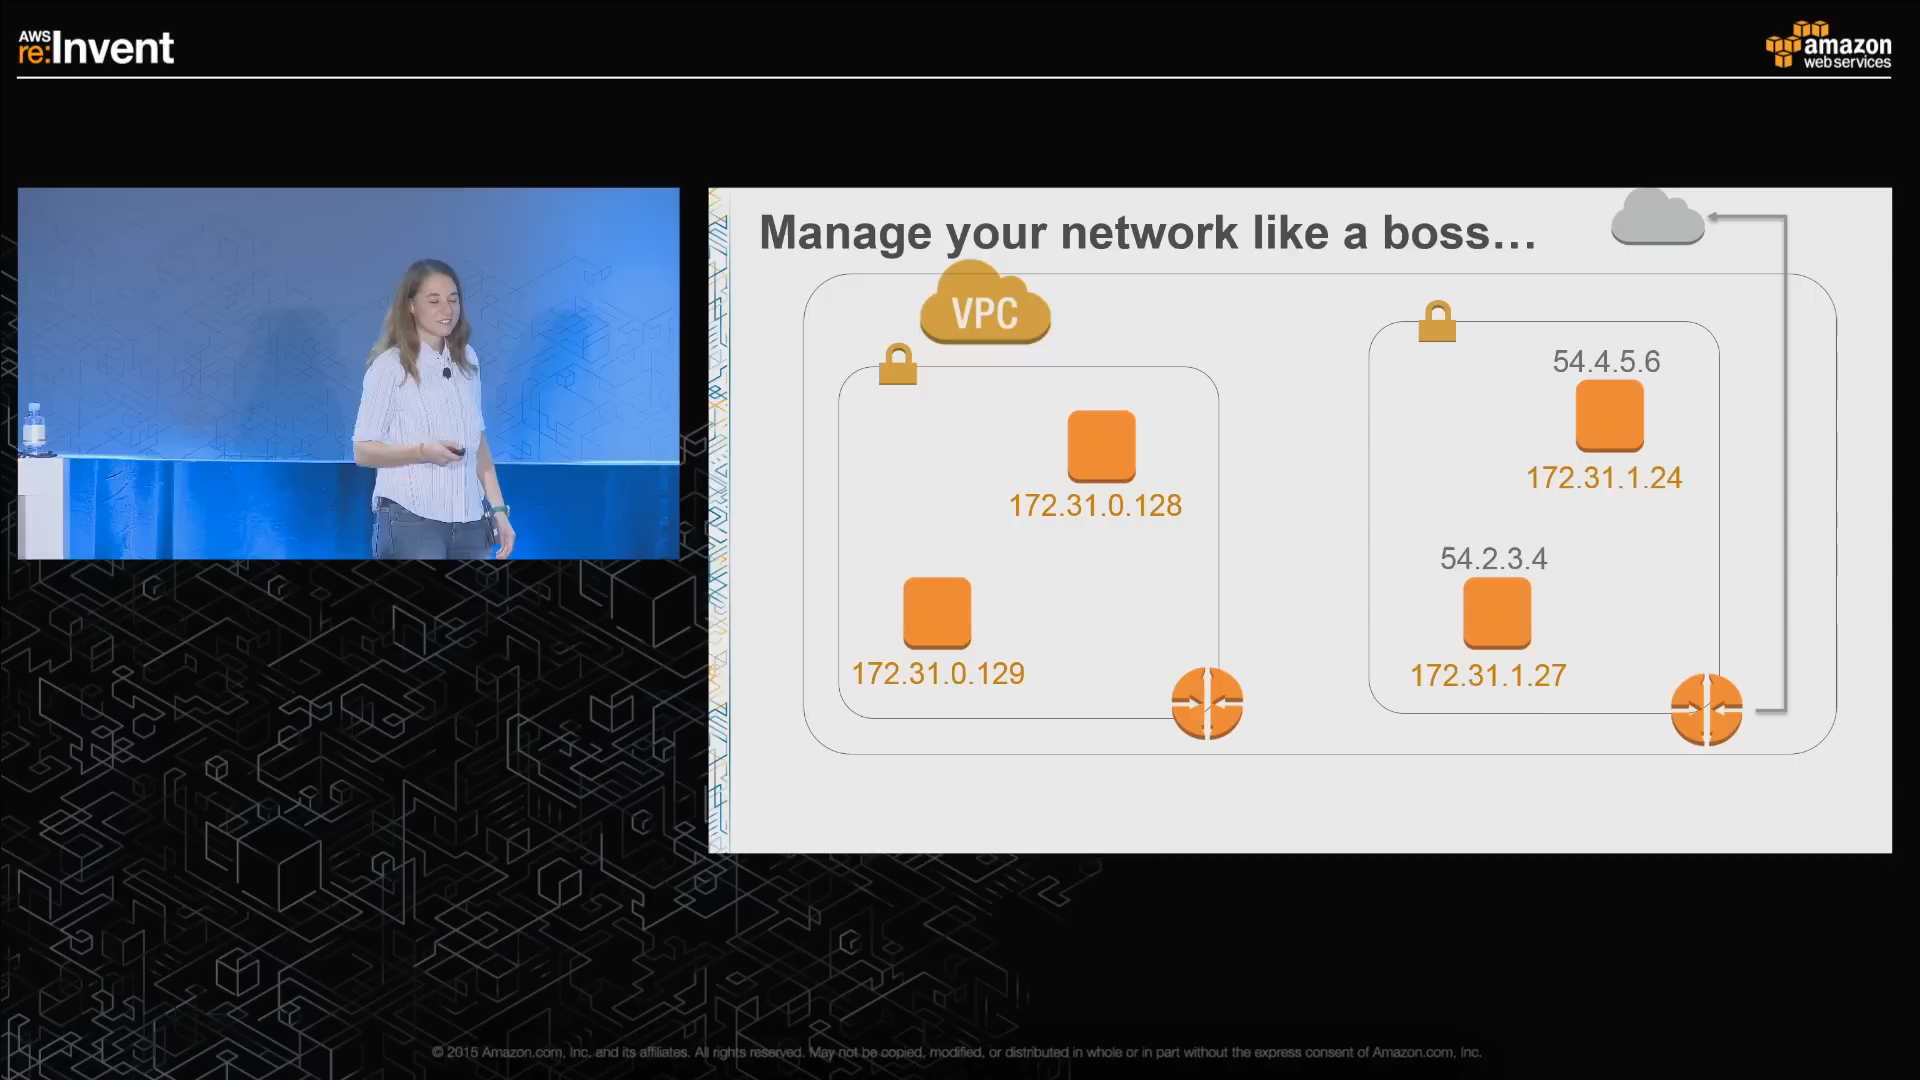 AWS
re:Invent
amazon
web services
Manage your network like a boss…
VPC
54.4.5.6
172.31.1.24
172.31.0.128
54.2.3.4
172.31.0.129
172.31.1.27
© 2015 Amazon.com, Inc. and its affiliates. All rights reserved. May not be copied, modified, or distributed in whole or in part without the express consent of Amazon.com, Inc.